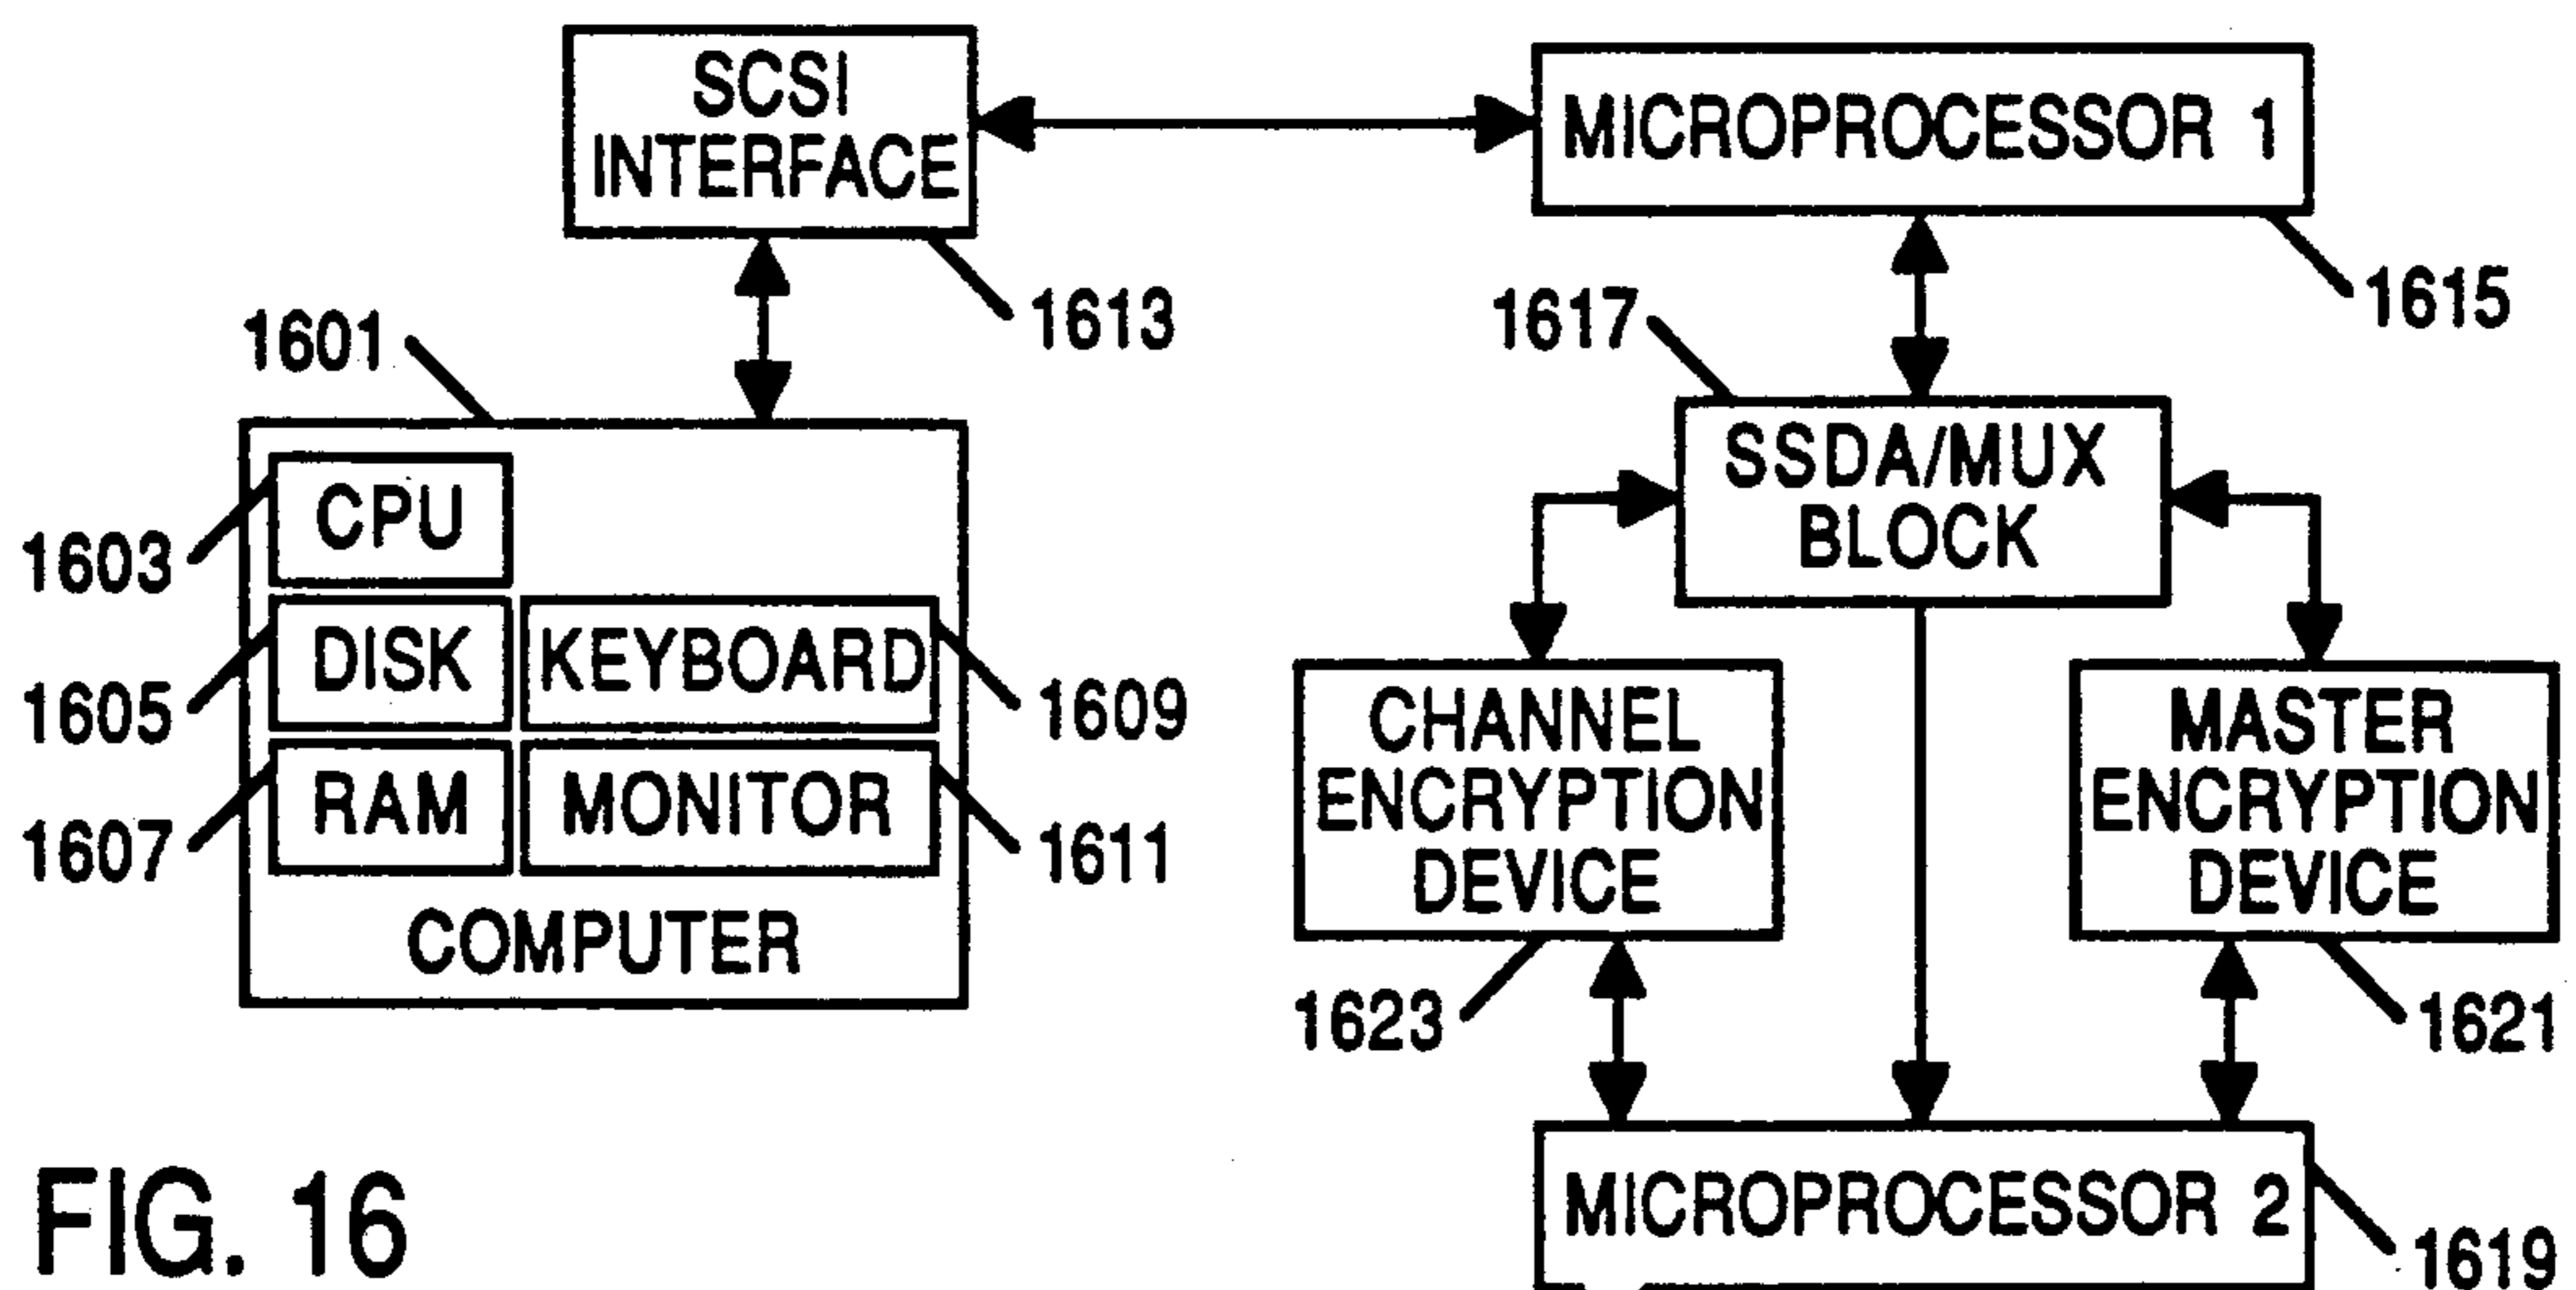 SCSI
INTERFACE
MICROPROCESSOR 1
1613
1615
1617
1601
SSDA/MUX
BLOCK
CPU
1603
DISK
KEYBOARD
1605
1609
RAM
MONITOR
1607
1611
COMPUTER
CHANNEL
ENCRYPTION
DEVICE
MASTER
ENCRYPTION
DEVICE
1623
1621
MICROPROCESSOR 2
1619
FIG. 16